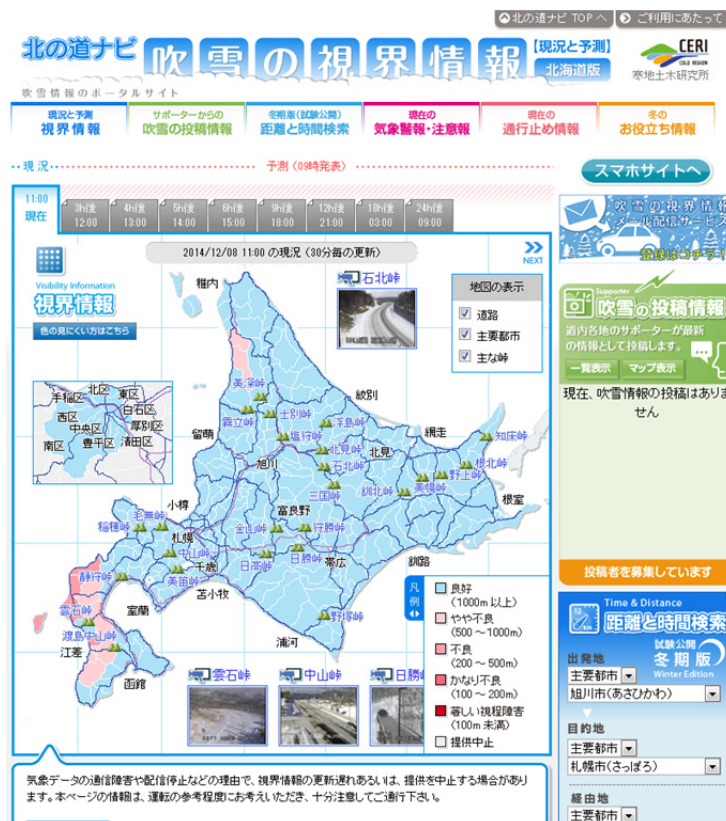 北の道ナビ TOP へ
ご利用にあたって
北の道ナビ
吹雪の視界情報
【現況と予測】
北海道版
CERI
COLD REGION
寒地土木研究所
吹雪情報のポータルサイト
現況と予測
視界情報
サポーターからの
吹雪の投稿情報
冬期版(試験公開)
距離と時間検索
現在の
気象警報・注意報
現在の
通行止め情報
冬の
お役立ち情報
現況
予測(09時発表)
スマホサイトへ
11:00
現在
3h後
12:00
4h後
13:00
5h後
14:00
6h後
15:00
9h後
18:00
12h後
21:00
18h後
03:00
24h後
09:00
2014/12/08 11:00 の現況(30分毎の更新)
NEXT
Visibility Information
視界情報
色の見にくい方はこちら
地図の表示
道路
主要都市
主な峠
石北峠
稚内
美深峠
紋別
霧立峠
士別峠
浮島峠
留萌
塩狩峠
網走
知床峠
北見峠
北見
旭川
石北峠
根北峠
野上峠
三国峠
釧北峠
美幌峠
根室
小樽
富良野
毛無峠
稲穂峠
札幌
金山峠
狩勝峠
中山峠
千歳
日高峠
日勝峠
帯広
釧路
静狩峠
美笛峠
苫小牧
雲石峠
室蘭
野塚峠
渡島中山峠
江差
浦河
函館
手稲区
北区
東区
西区
白石区
中央区
厚別区
南区
豊平区
清田区
凡例
良好
(1000m 以上)
やや不良
(500 ~ 1000m)
不良
(200 ~ 500m)
かなり不良
(100 ~ 200m)
著しい視程障害
(100m 未満)
提供中止
雲石峠
中山峠
日勝
気象データの通信障害や配信停止などの理由で、視界情報の更新遅れあるいは、提供を中止する場合があり
ます。本ページの情報は、運転の参考程度にお考えいただき、十分注意してご通行下さい。
吹雪の視界情報
メール配信サービス
登録はコチラ
Supporter
吹雪の投稿情報
道内各地のサポーターが最新
の情報として投稿します。
一覧表示
マップ表示
現在、吹雪情報の投稿はありま
せん
投稿者を募集しています
Time & Distance
距離と時間検索
試験公開
冬期版
Winter Edition
出発地
主要都市
旭川市(あさひかわ)
目的地
主要都市
札幌市(さっぽろ)
経由地
主要都市